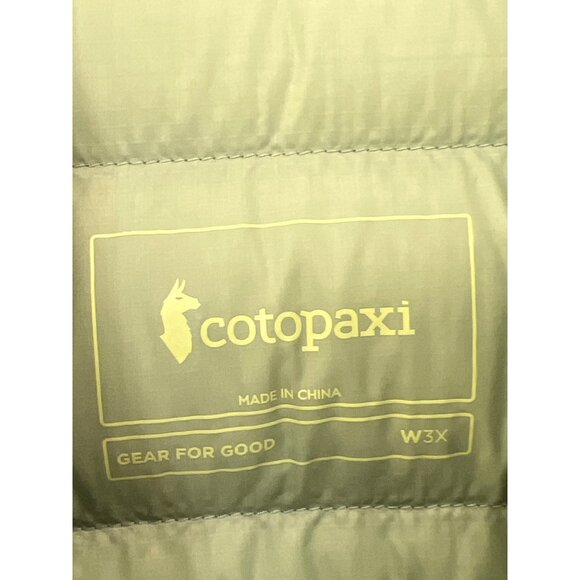 cotopaxi
MADE IN CHINA
GEAR FOR GOOD W3X